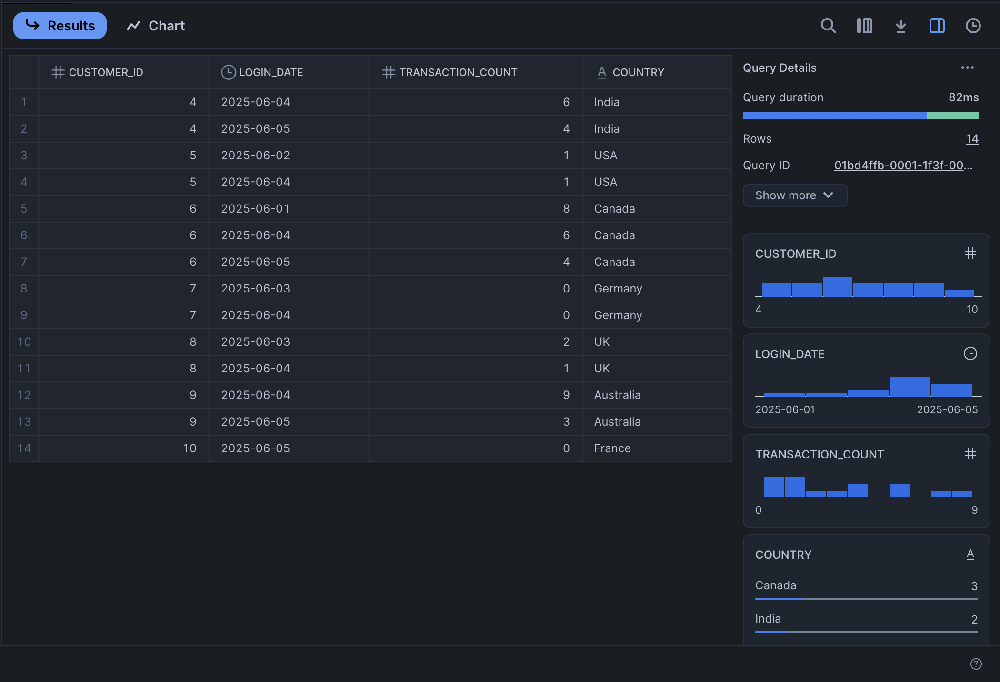 Results Chart
CUSTOMER_ID LOGIN_DATE TRANSACTION_COUNT COUNTRY
1 4 2025-06-04 6 India
2 4 2025-06-05 4 India
3 5 2025-06-02 1 USA
4 5 2025-06-04 1 USA
5 6 2025-06-01 8 Canada
6 6 2025-06-04 6 Canada
7 6 2025-06-05 4 Canada
8 7 2025-06-03 0 Germany
9 7 2025-06-04 0 Germany
10 8 2025-06-03 2 UK
11 8 2025-06-04 1 UK
12 9 2025-06-04 9 Australia
13 9 2025-06-05 3 Australia
14 10 2025-06-05 0 France
Query Details
Query duration 82ms
Rows 14
Query ID 01bd4ffb-0001-1f3f-00...
Show more
CUSTOMER_ID
4 10
LOGIN_DATE
2025-06-01 2025-06-05
TRANSACTION_COUNT
0 9
COUNTRY
Canada 3
India 2